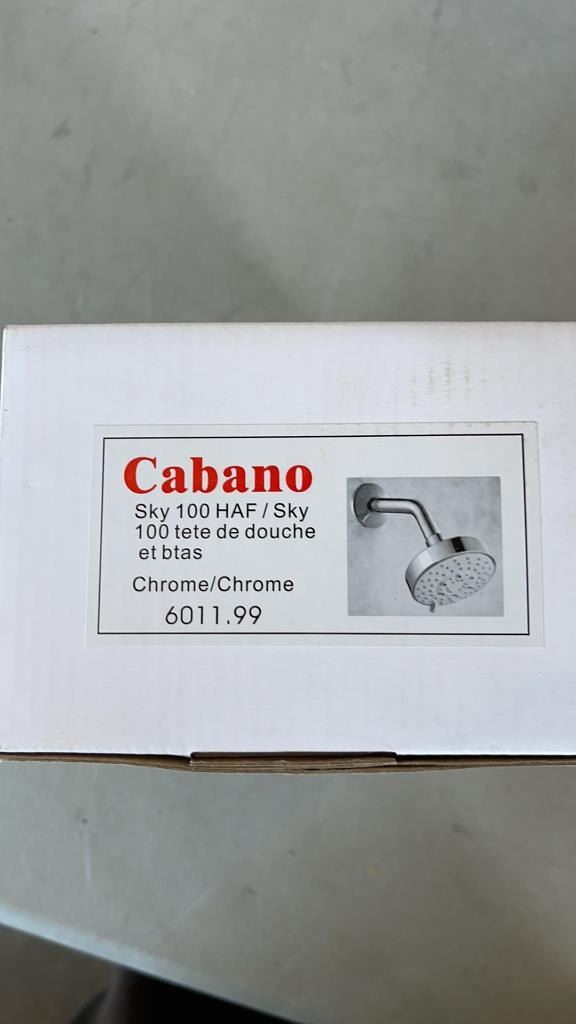 Cabano
Sky 100 HAF / Sky
100 tete de douche
et btas
Chrome/Chrome
6011.99